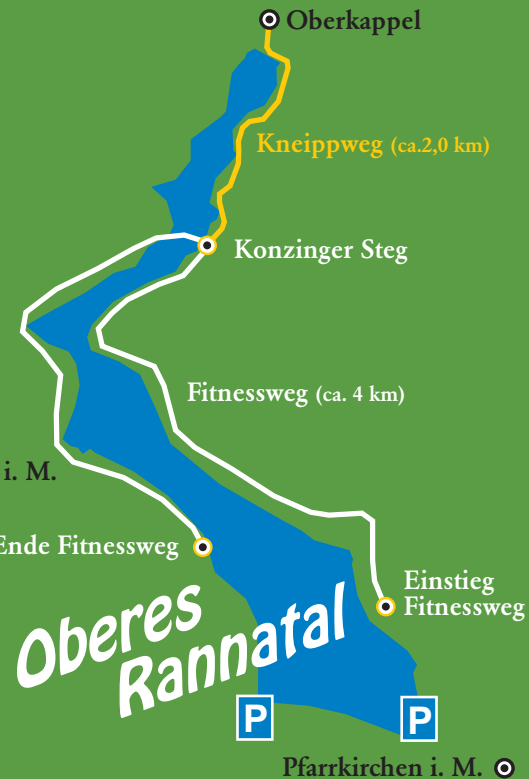 Oberkappel
Kneippweg (ca.2,0 km)
Konzinger Steg
Fitnessweg (ca. 4 km)
i. M.
Ende Fitnessweg
Einstieg
Fitnessweg
Oberes
Rannatal
P
P
Pfarrkirchen i. M.